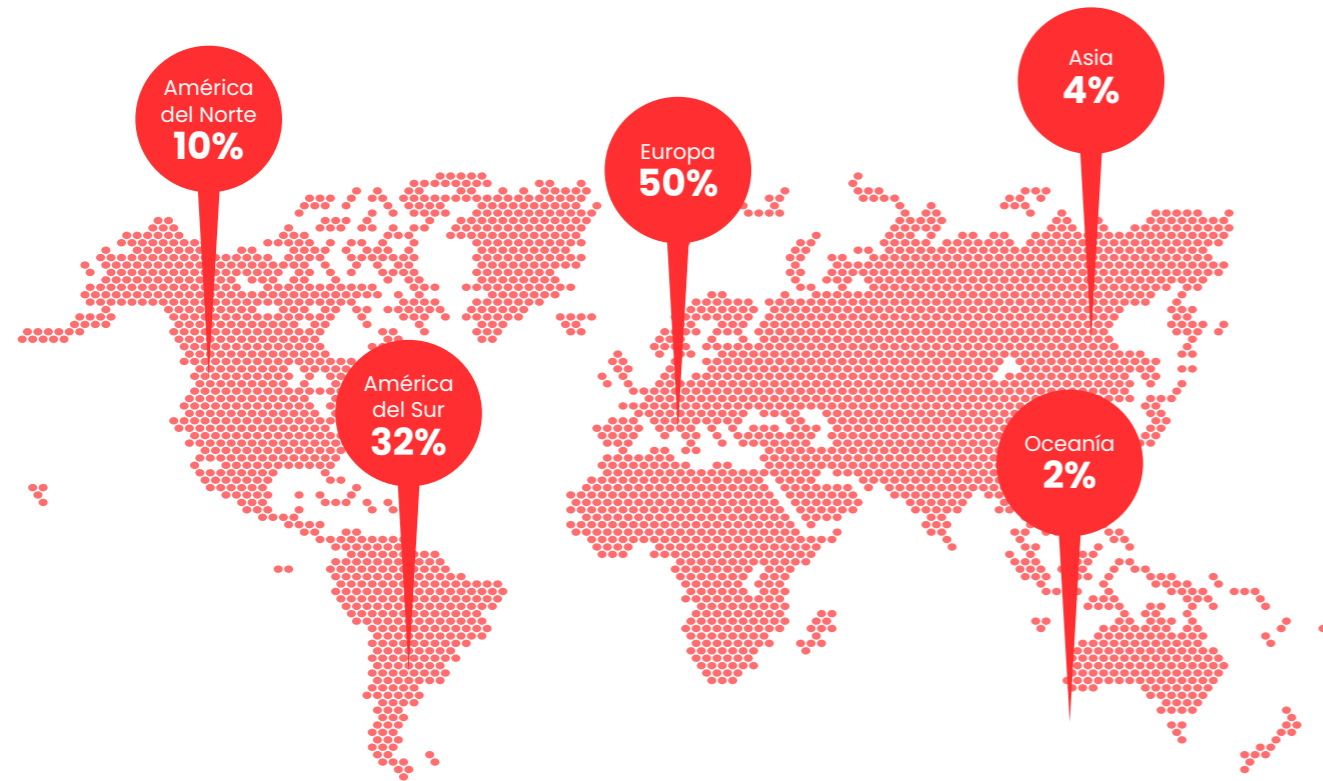 América
del Norte
10%
Europa
50%
Asia
4%
América
del Sur
32%
Oceanía
2%